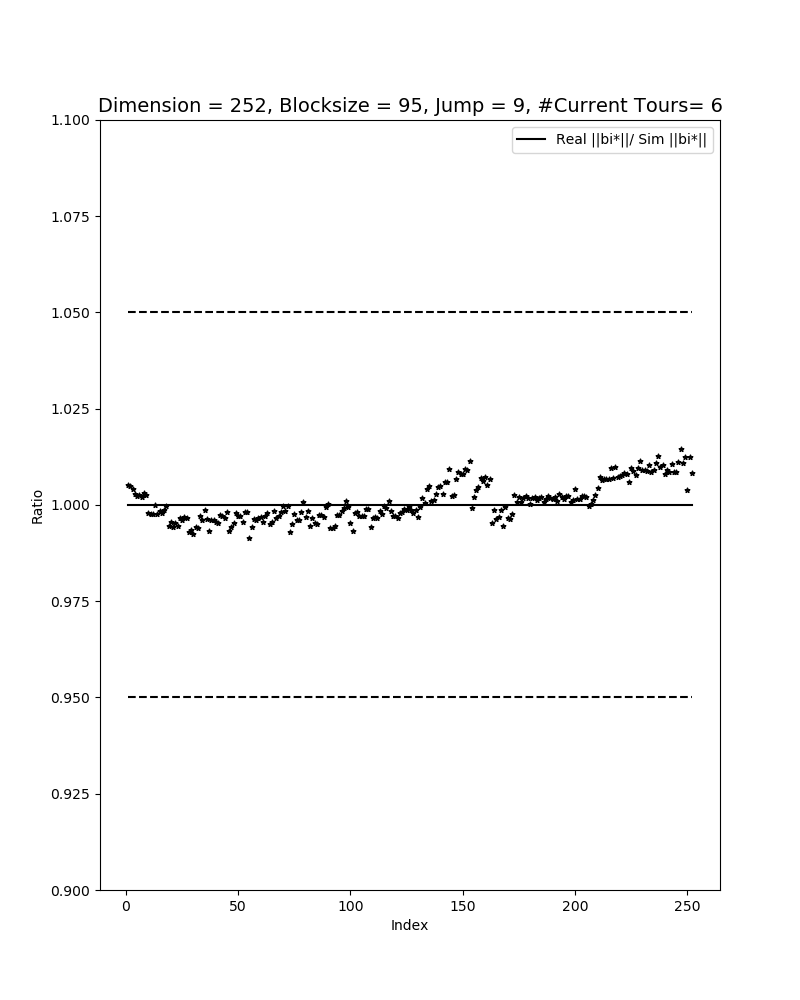 Dimension = 252, Blocksize = 95, Jump = 9, #Current Tours= 6
Real ||bi*||/ Sim ||bi*||
1.100
1.075
1.050
1.025
1.000
0.975
0.950
0.925
0.900
Ratio
0 50 100 150 200 250
Index